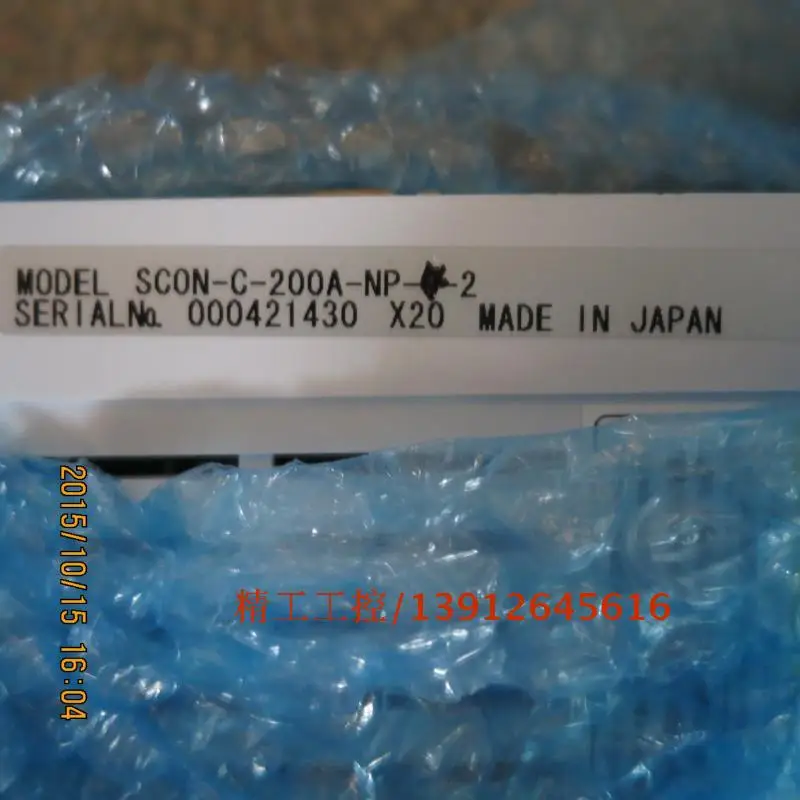 MODEL SCON-C-200A-NP- -2
SERIAL№ 000421430 X20 MADE IN JAPAN
2015/10/15 16:04
精工工控/13912645616